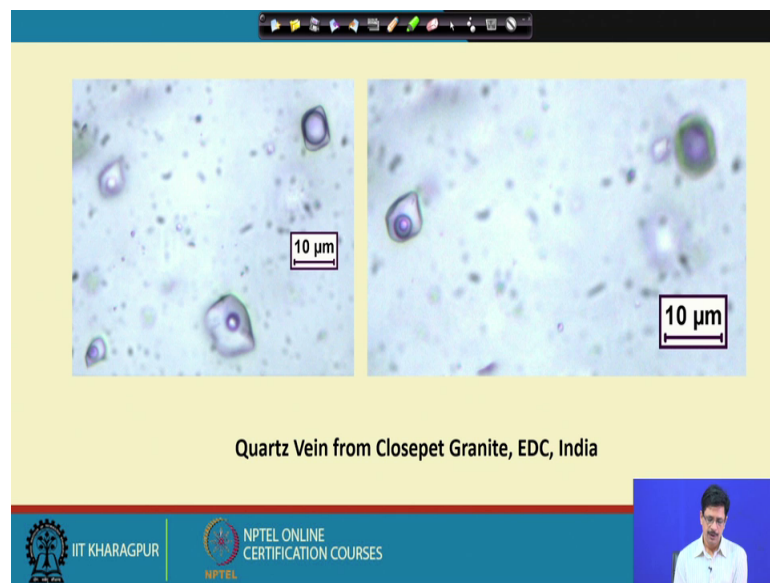 10 µm
10 µm
Quartz Vein from Closepet Granite, EDC, India
IIT KHARAGPUR
NPTEL
NPTEL ONLINE
CERTIFICATION COURSES